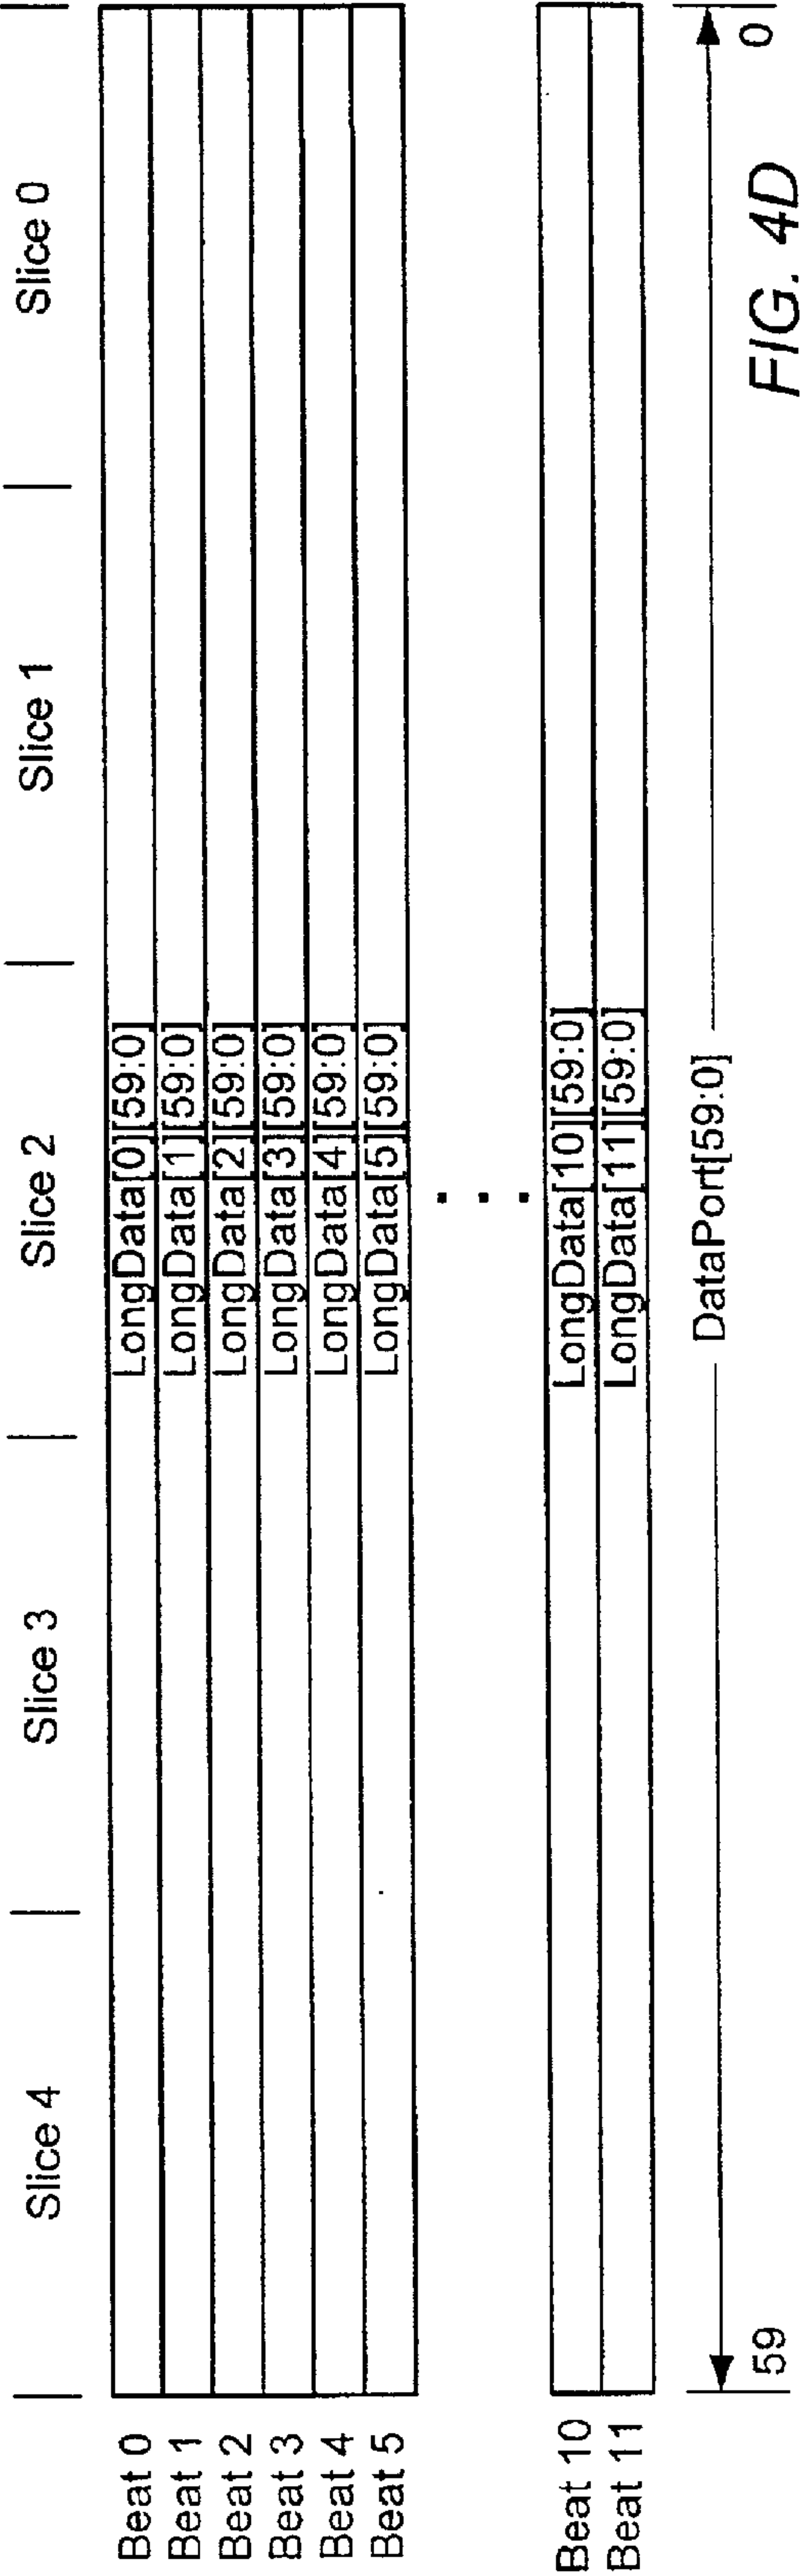 Slice 4 Slice 3 Slice 2 Slice 1 Slice 0
Beat 0 LongData[0][59:0]
Beat 1 LongData[1][59:0]
Beat 2 LongData[2][59:0]
Beat 3 LongData[3][59:0]
Beat 4 LongData[4][59:0]
Beat 5 LongData[5][59:0]
Beat 10 LongData[10][59:0]
Beat 11 LongData[11][59:0]
DataPort[59:0]
59 0
FIG. 4D